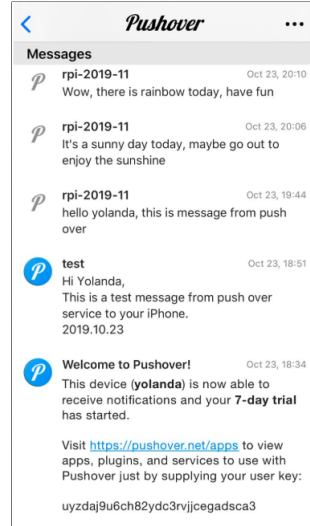 Pushover
Messages
rpi-2019-11
Oct 23, 20:10
Wow, there is rainbow today, have fun
rpi-2019-11
Oct 23, 20:06
It's a sunny day today, maybe go out to
enjoy the sunshine
rpi-2019-11
Oct 23, 19:44
hello yolanda, this is message from push
over
test
Oct 23, 18:51
Hi Yolanda,
This is a test message from push over
service to your iPhone.
2019.10.23
Welcome to Pushover!
Oct 23, 18:34
This device (yolanda) is now able to
receive notifications and your 7-day trial
has started.
Visit https://pushover.net/apps to view
apps, plugins, and services to use with
Pushover just by supplying your user key:
uyzdaj9u6ch82ydc3rvjjcegadsca3